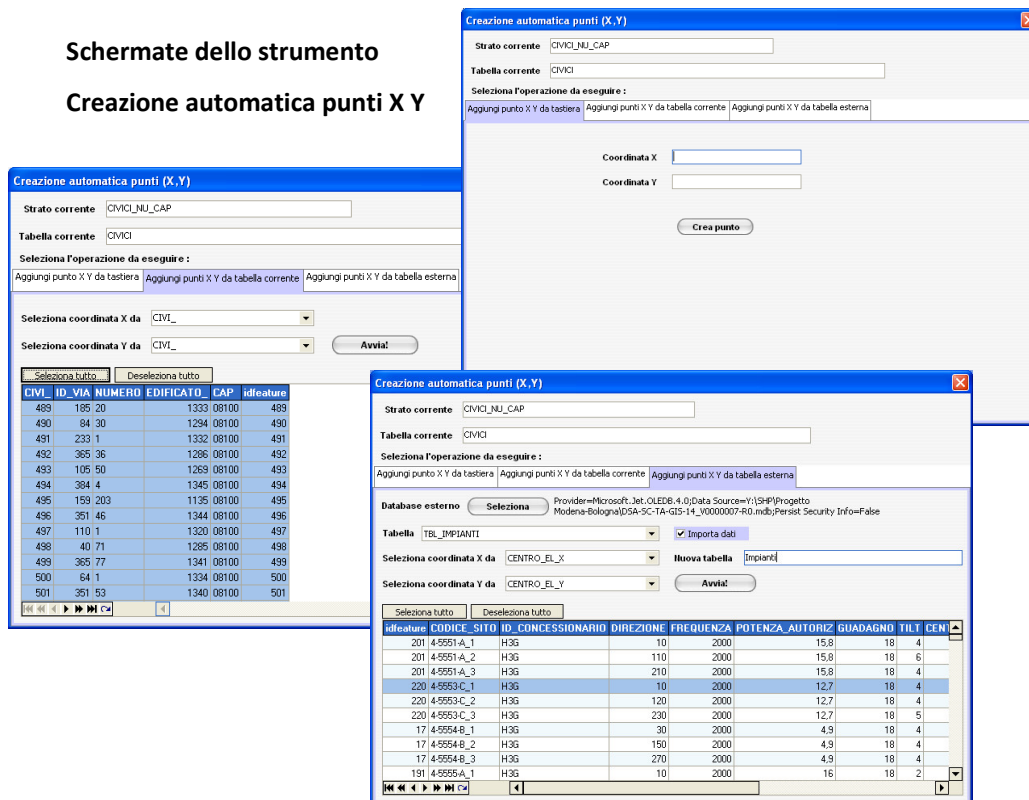 Schermate dello strumento
Creazione automatica punti X Y
Creazione automatica punti (X,Y)
Strato corrente CIVICI_NU_CAP
Tabella corrente CIVICI
Seleziona l'operazione da eseguire :
Aggiungi punto X Y da tastiera Aggiungi punti X Y da tabella corrente Aggiungi punti X Y da tabella esterna
Coordinata X
Coordinata Y
Crea punto
Creazione automatica punti (X,Y)
Strato corrente CIVICI_NU_CAP
Tabella corrente CIVICI
Seleziona l'operazione da eseguire :
Aggiungi punto X Y da tastiera Aggiungi punti X Y da tabella corrente Aggiungi punti X Y da tabella esterna
Seleziona coordinata X da CIVI_
Seleziona coordinata Y da CIVI_ Avvia!
Seleziona tutto Deseleziona tutto
CIVI_ ID_VIA NUMERO EDIFICATO_ CAP idfeature
489 185 20 1333 08100 489
490 84 30 1294 08100 490
491 233 1 1332 08100 491
492 365 36 1286 08100 492
493 105 50 1269 08100 493
494 384 4 1345 08100 494
495 159 203 1135 08100 495
496 351 46 1344 08100 496
497 110 1 1320 08100 497
498 40 71 1285 08100 498
499 365 77 1341 08100 499
500 64 1 1334 08100 500
501 351 53 1340 08100 501
Creazione automatica punti (X,Y)
Strato corrente CIVICI_NU_CAP
Tabella corrente CIVICI
Seleziona l'operazione da eseguire :
Aggiungi punto X Y da tastiera Aggiungi punti X Y da tabella corrente Aggiungi punti X Y da tabella esterna
Database esterno Seleziona Provider=Microsoft.Jet.OLEDB.4.0;Data Source=Y:\SHP\Progetto
Modena-Bologna\DSA-SC-TA-GIS-14_V0000007-R0.mdb;Persist Security Info=False
Tabella TBL_IMPIANTI Importa dati
Seleziona coordinata X da CENTRO_EL_X Nuova tabella Impianti
Seleziona coordinata Y da CENTRO_EL_Y Avvia!
Seleziona tutto Deseleziona tutto
idfeature CODICE_SITO ID_CONCESSIONARIO DIREZIONE FREQUENZA POTENZA_AUTORIZ GUADAGNO TILT CENT
201 4-5551-A_1 H3G 10 2000 15,8 18 4
201 4-5551-A_2 H3G 110 2000 15,8 18 6
201 4-5551-A_3 H3G 210 2000 15,8 18 4
220 4-5553-C_1 H3G 10 2000 12,7 18 4
220 4-5553-C_2 H3G 120 2000 12,7 18 4
220 4-5553-C_3 H3G 230 2000 12,7 18 5
17 4-5554-B_1 H3G 30 2000 4,9 18 4
17 4-5554-B_2 H3G 150 2000 4,9 18 4
17 4-5554-B_3 H3G 270 2000 4,9 18 4
191 4-5555-A_1 H3G 10 2000 16 18 2